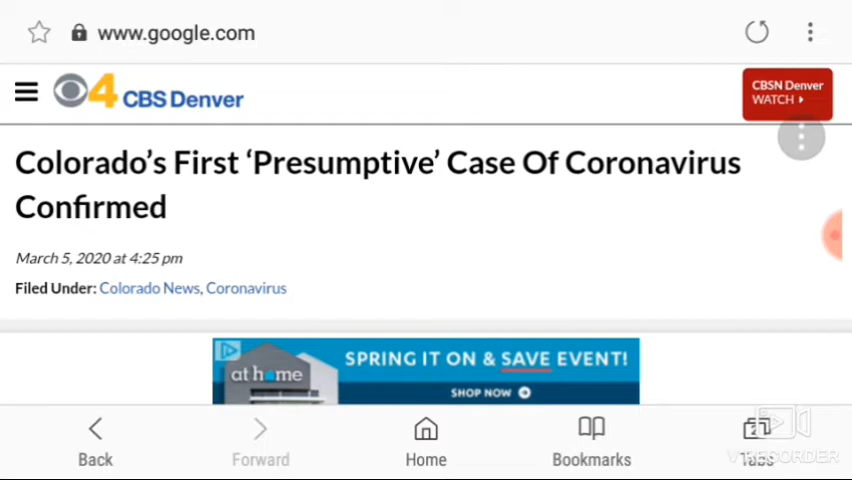 www.google.com
4 CBS Denver
CBSN Denver
WATCH
Colorado's First ‘Presumptive’ Case Of Coronavirus
Confirmed
March 5, 2020 at 4:25 pm
Filed Under: Colorado News, Coronavirus
SPRING IT ON & SAVE EVENT!
at home
SHOP NOW
Back
Forward
Home
Bookmarks
Tabs
VIDEORECORDER